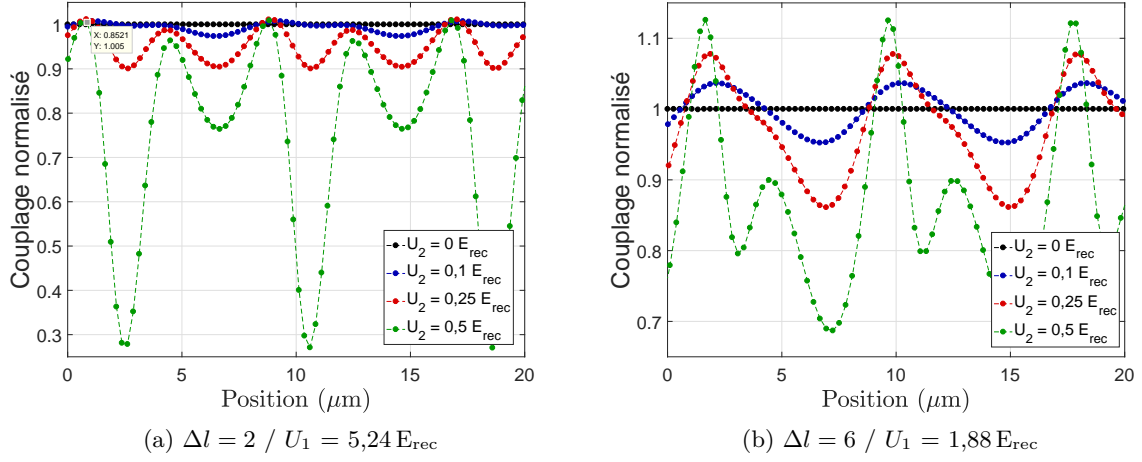 X: 0.8521
Y: 1.005
1
0.9
0.8
0.7
0.6
0.5
0.4
0.3
Couplage normalisé
U2 = 0 Erec
U2 = 0,1 Erec
U2 = 0,25 Erec
U2 = 0,5 Erec
0 5 10 15 20
Position (μm)
(a) Δl = 2 / U1 = 5,24 Erec
1.1
1
0.9
0.8
0.7
Couplage normalisé
U2 = 0 Erec
U2 = 0,1 Erec
U2 = 0,25 Erec
U2 = 0,5 Erec
0 5 10 15 20
Position (μm)
(b) Δl = 6 / U1 = 1,88 Erec